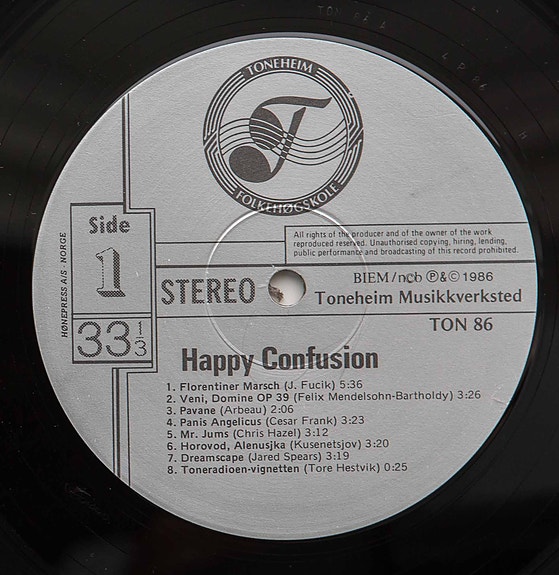 TONEHEIM
FOLKEHØGSKOLE
Side
1
33 1/3
HØNEPRESS A/S · NORGE
All rights of the producer and of the owner of the work
reproduced reserved. Unauthorised copying, hiring, lending,
public performance and broadcasting of this record prohibited.
STEREO
BIEM/ncb ℗&© 1986
Toneheim Musikkverksted
TON 86
Happy Confusion
1. Florentiner Marsch (J. Fucik) 5:36
2. Veni, Domine OP 39 (Felix Mendelsohn-Bartholdy) 3:26
3. Pavane (Arbeau) 2:06
4. Panis Angelicus (Cesar Frank) 3:23
5. Mr. Jums (Chris Hazel) 3:12
6. Horovod, Alenusjka (Kusenetsjov) 3:20
7. Dreamscape (Jared Spears) 3:19
8. Toneradioen-vignetten (Tore Hestvik) 0:25